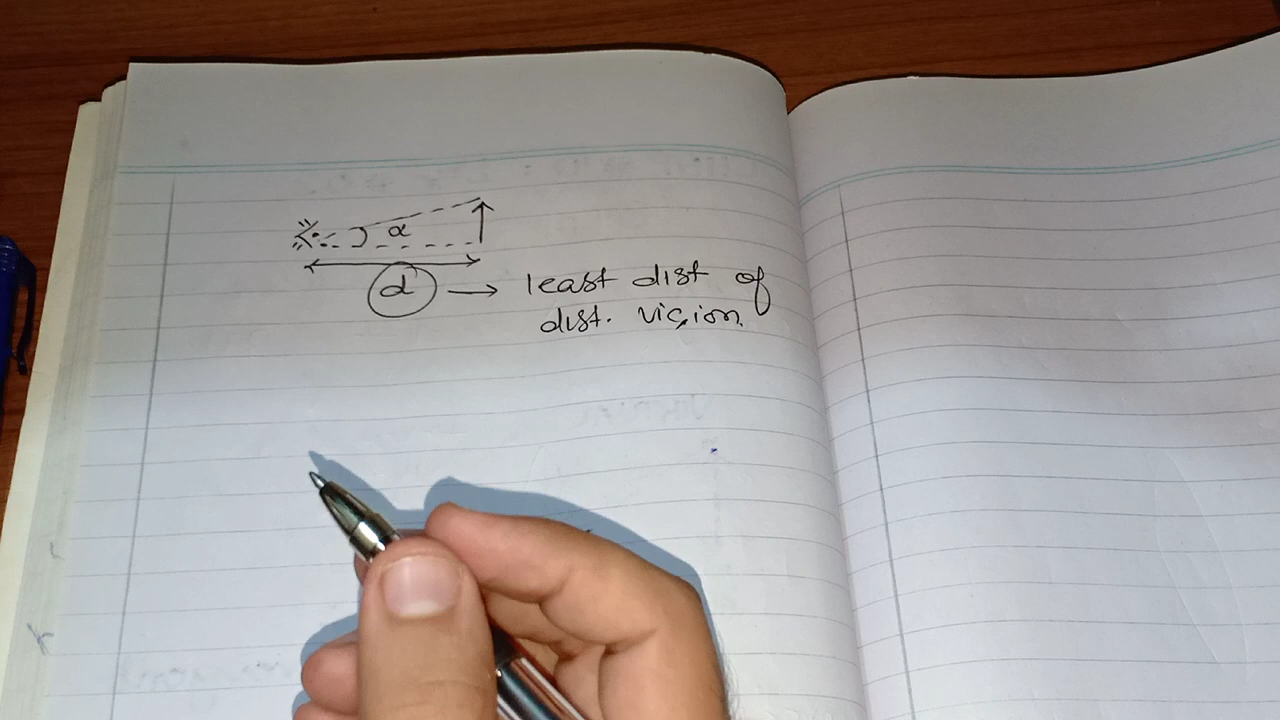 α
d → least dist of
dist. vision.